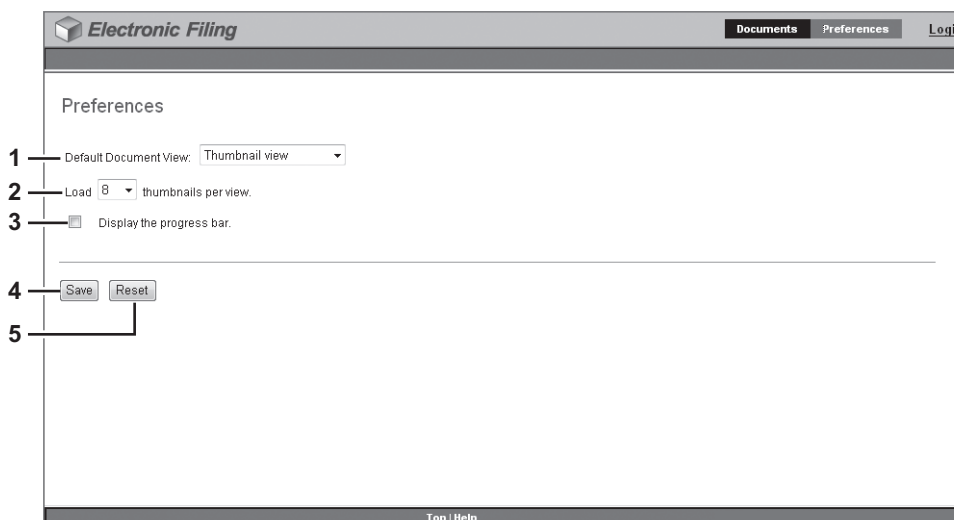 Electronic Filing
Documents Preferences Logi
Preferences
1 Default Document View: Thumbnail view
2 Load 8 thumbnails per view.
3 Display the progress bar.
4 Save Reset
5
Top | Help